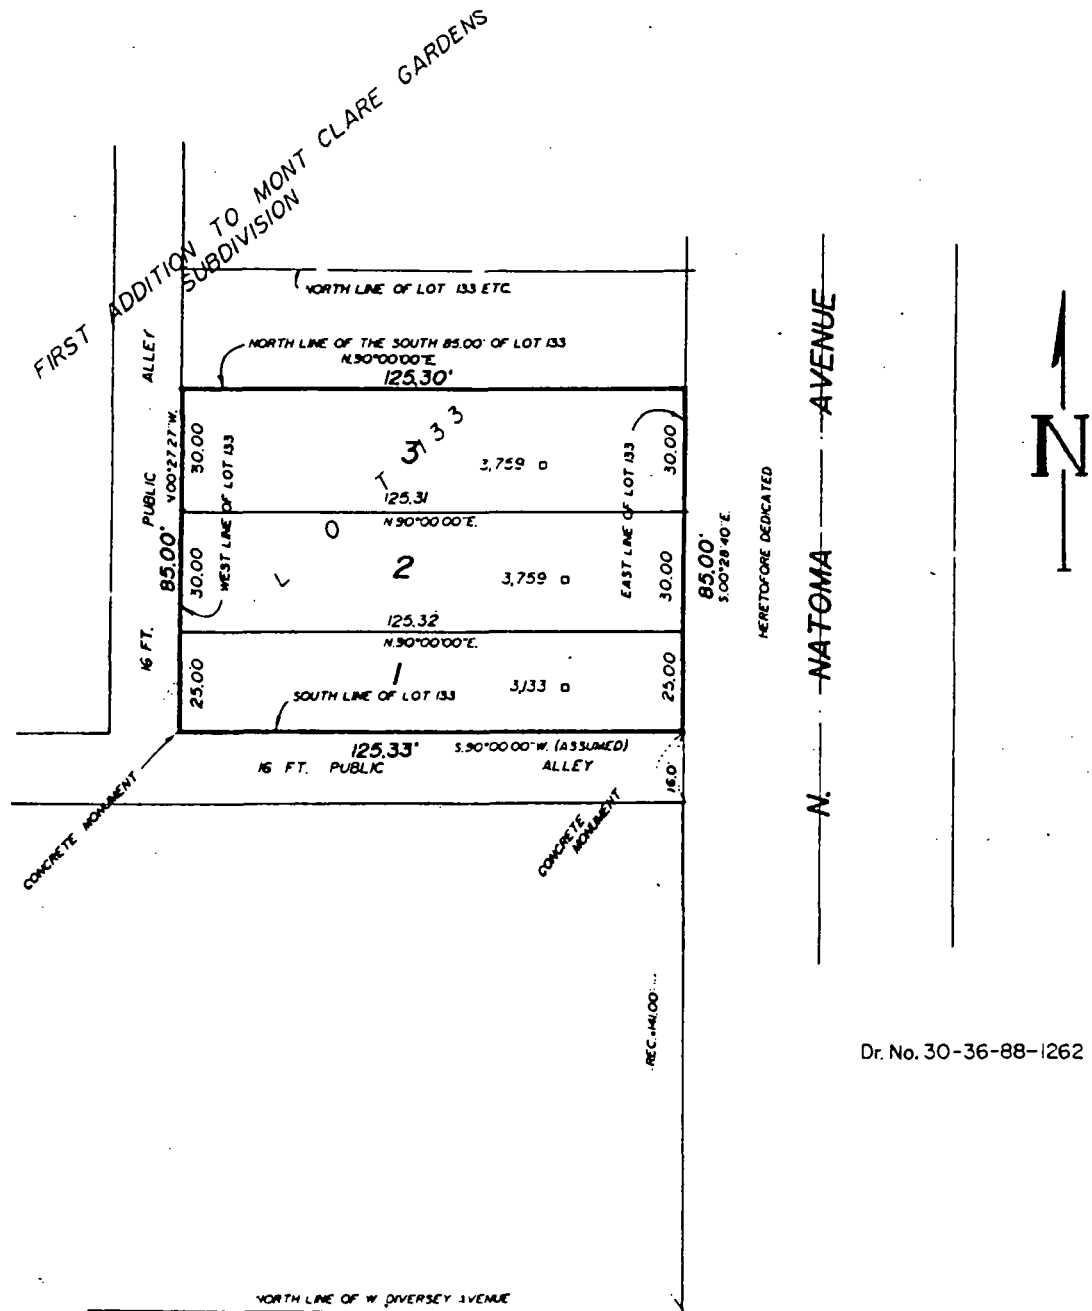 FIRST ADDITION TO MONT CLARE GARDENS
SUBDIVISION
NORTH LINE OF LOT 133 ETC.
NORTH LINE OF THE SOUTH 85.00' OF LOT 133
N.90°00'00"E.
125.30'
16 FT. PUBLIC ALLEY
N00°27'27"W.
85.00'
30.00
30.00
25.00
WEST LINE OF LOT 133
LOT 133
3
3,759
125.31
N 90°00'00"E.
2
3,759
125.32
N.90°00'00"E.
1
3,133
SOUTH LINE OF LOT 133
EAST LINE OF LOT 133
30.00
30.00
25.00
85.00'
S.00°28'40"E.
HERETOFORE DEDICATED
N. NATOMA AVENUE
N
125.33'
S.90°00'00"W. (ASSUMED)
16 FT. PUBLIC ALLEY
16.0
CONCRETE MONUMENT
CONCRETE
MONUMENT
REC.=141.00'
Dr. No. 30-36-88-1262
NORTH LINE OF W. DIVERSEY AVENUE